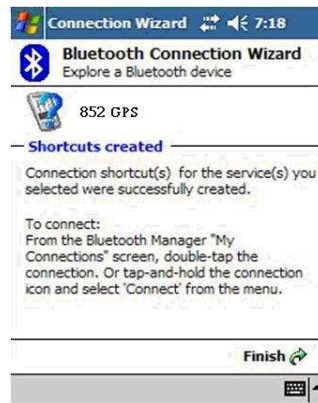 Connection Wizard 7:18
Bluetooth Connection Wizard
Explore a Bluetooth device
852 GPS
Shortcuts created
Connection shortcut(s) for the service(s) you
selected were successfully created.
To connect:
From the Bluetooth Manager "My
Connections" screen, double-tap the
connection. Or tap-and-hold the connection
icon and select 'Connect' from the menu.
Finish